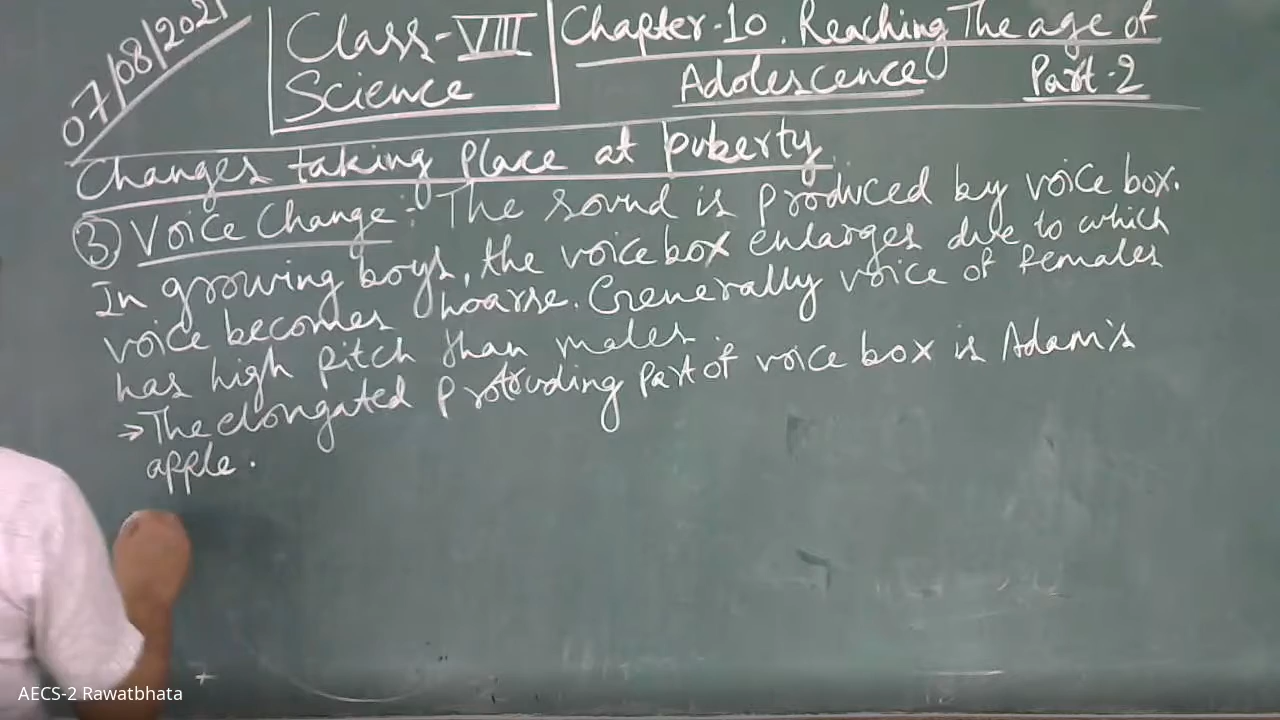 07/08/2021
Class-VIII
Science
Chapter-10. Reaching The age of
Adolescence Part-2
Changes taking Place at puberty
③ Voice Change:- The sound is produced by voice box.
In growing boys, the voice box enlarges due to which
voice becomes hoarse. Generally voice of females
has high pitch than males.
→ The elongated Protruding Part of voice box is Adam's
apple.
AECS-2 Rawatbhata